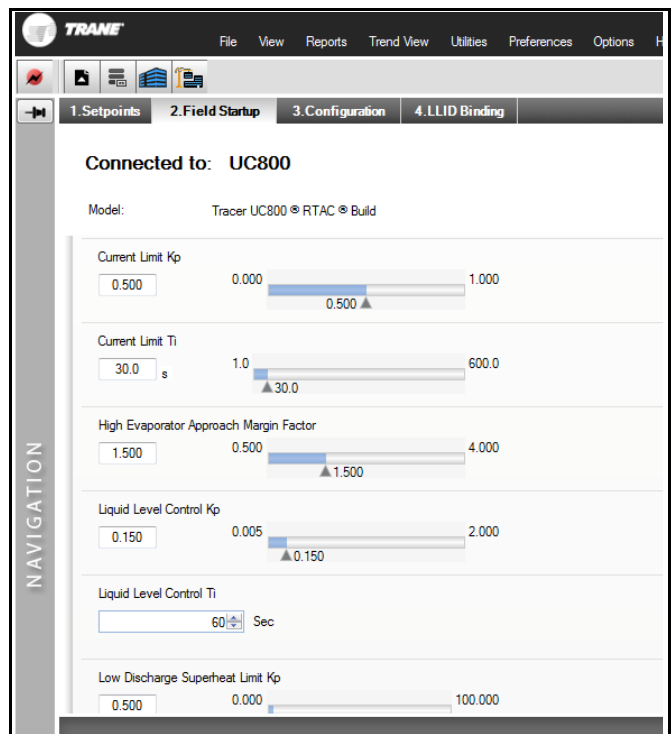 TRANE
File View Reports Trend View Utilities Preferences Options H
1.Setpoints 2.Field Startup 3.Configuration 4.LLID Binding
Connected to: UC800
Model: Tracer UC800 ® RTAC ® Build
Current Limit Kp
0.500 0.000 1.000
0.500
Current Limit Ti
30.0 s 1.0 600.0
30.0
High Evaporator Approach Margin Factor
1.500 0.500 4.000
1.500
Liquid Level Control Kp
0.150 0.005 2.000
0.150
Liquid Level Control Ti
60 Sec
Low Discharge Superheat Limit Kp
0.500 0.000 100.000
NAVIGATION